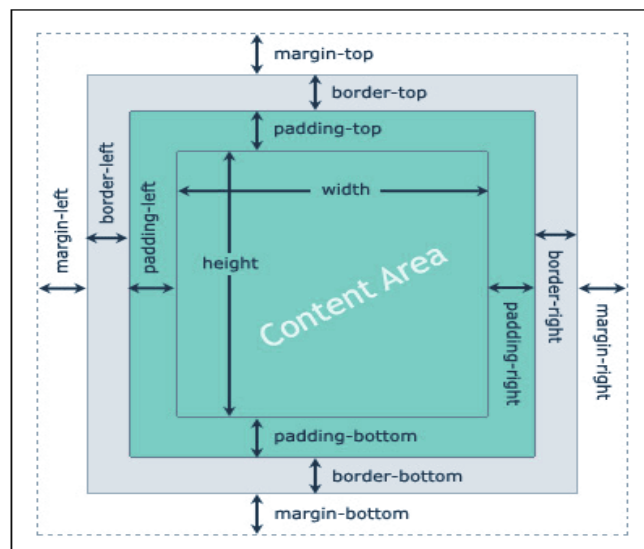 margin-top
border-top
padding-top
width
height
Content Area
margin-left
border-left
padding-left
padding-right
border-right
margin-right
padding-bottom
border-bottom
margin-bottom